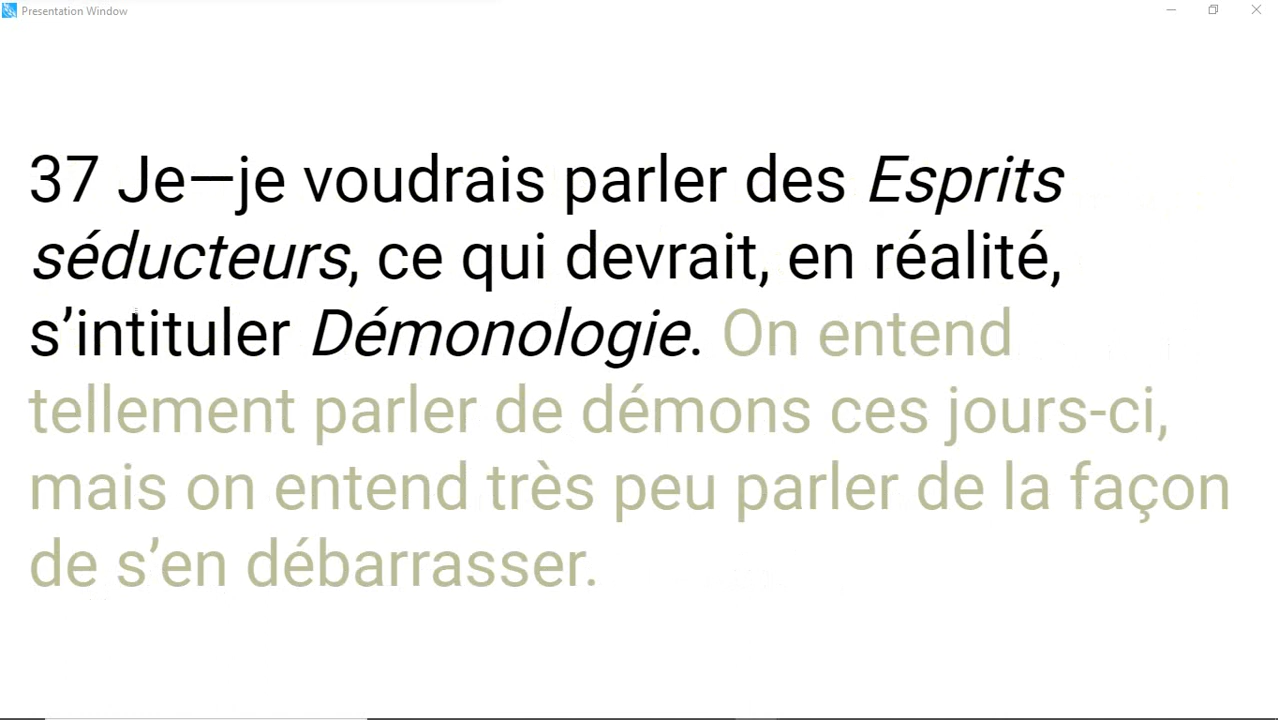 Presentation Window
37 Je—je voudrais parler des Esprits
séducteurs, ce qui devrait, en réalité,
s’intituler Démonologie. On entend
tellement parler de démons ces jours-ci,
mais on entend très peu parler de la façon
de s’en débarrasser.